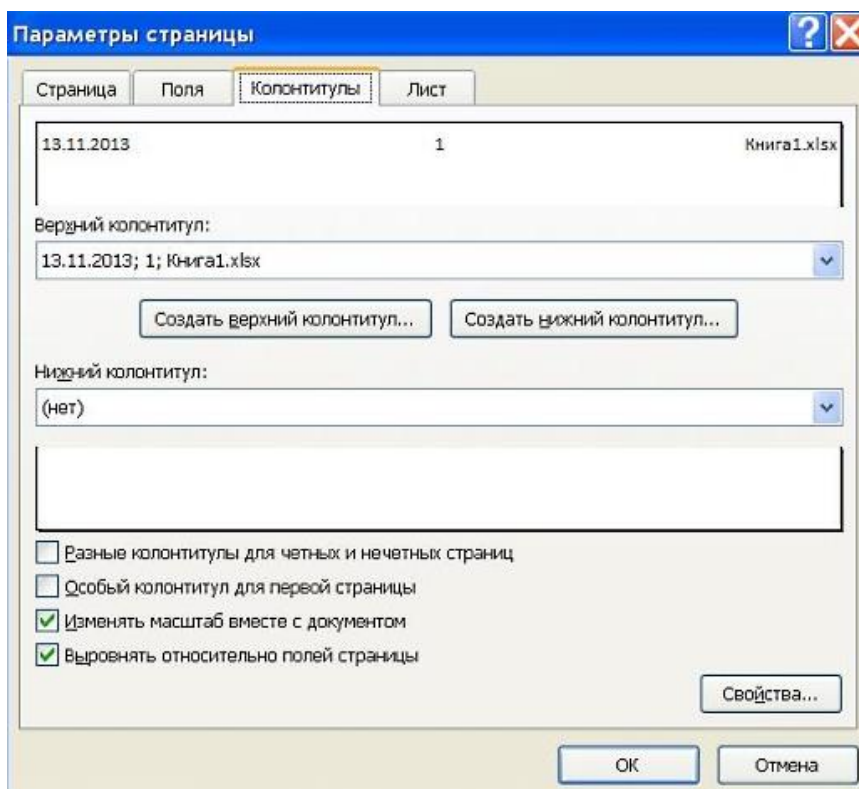 Параметры страницы
Страница Поля Колонтитулы Лист
13.11.2013 1 Книга1.xlsx
Верхний колонтитул:
13.11.2013; 1; Книга1.xlsx
Создать верхний колонтитул... Создать нижний колонтитул...
Нижний колонтитул:
(нет)
Разные колонтитулы для четных и нечетных страниц
Особый колонтитул для первой страницы
Изменять масштаб вместе с документом
Выровнять относительно полей страницы
Свойства...
ОК Отмена